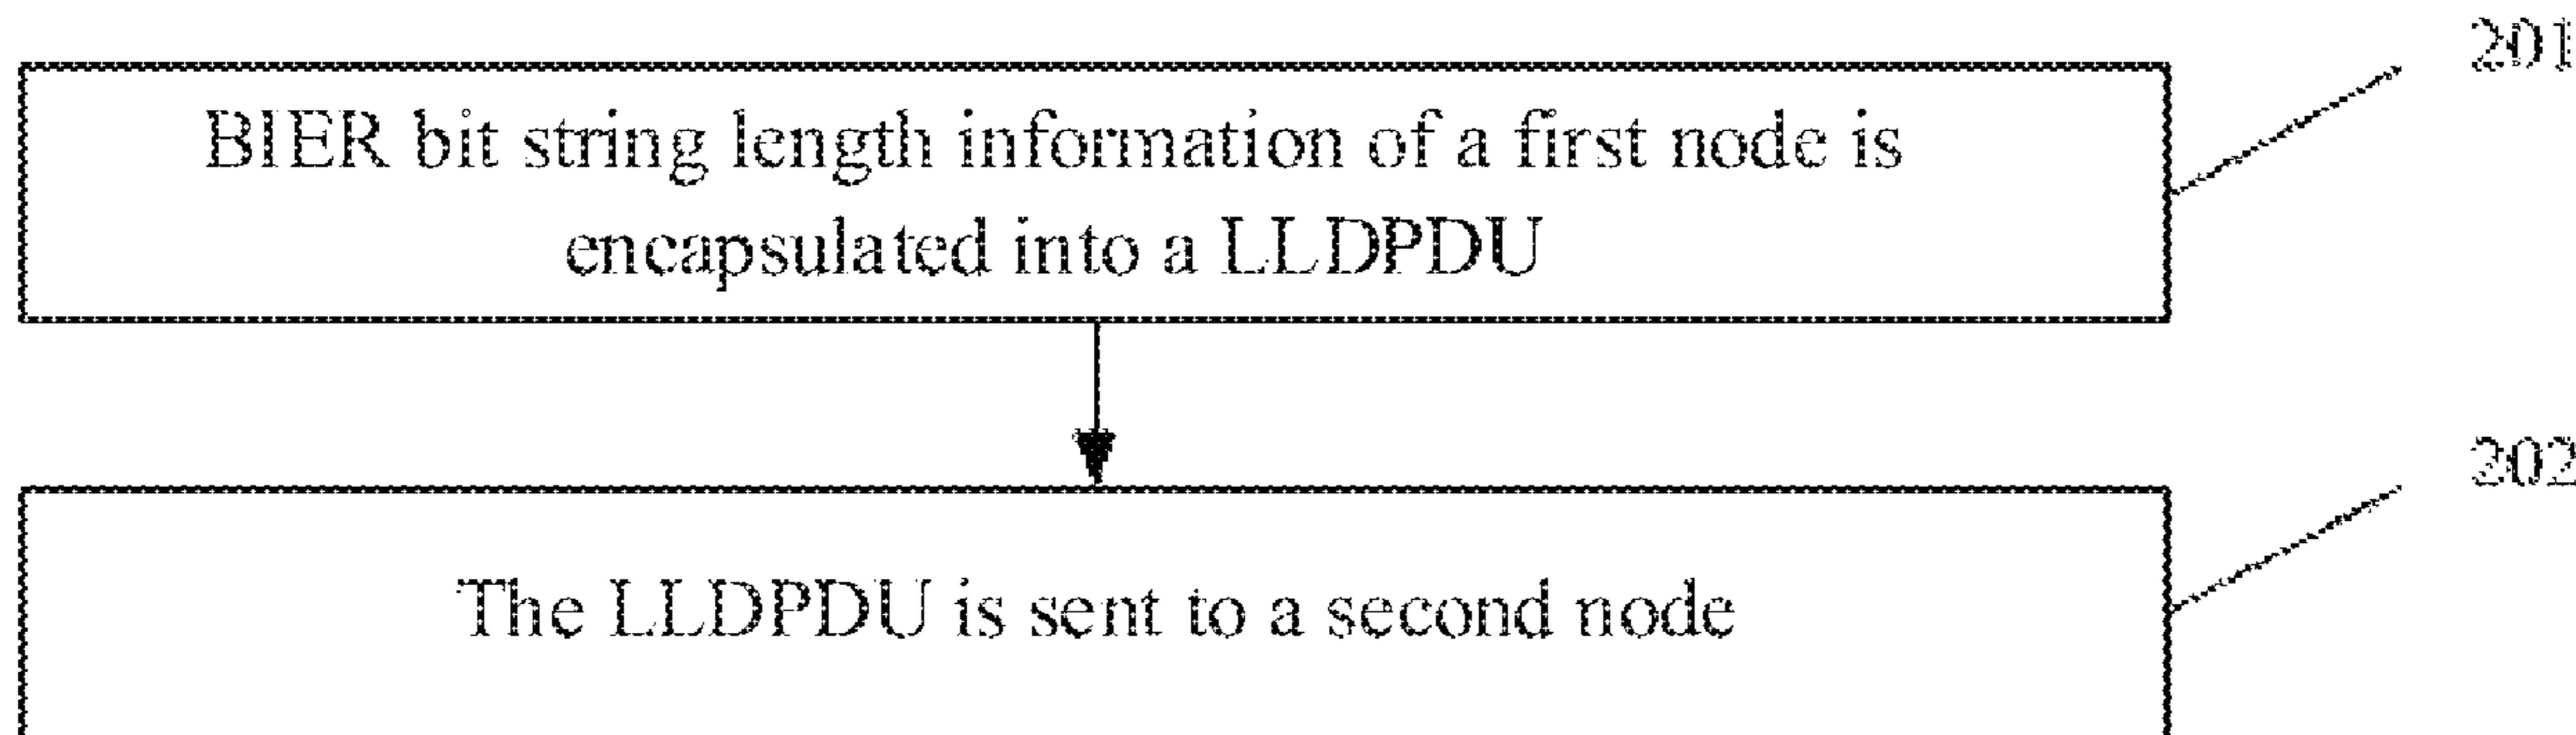 201
BIER bit string length information of a first node is
encapsulated into a LLDPDU
202
The LLDPDU is sent to a second node